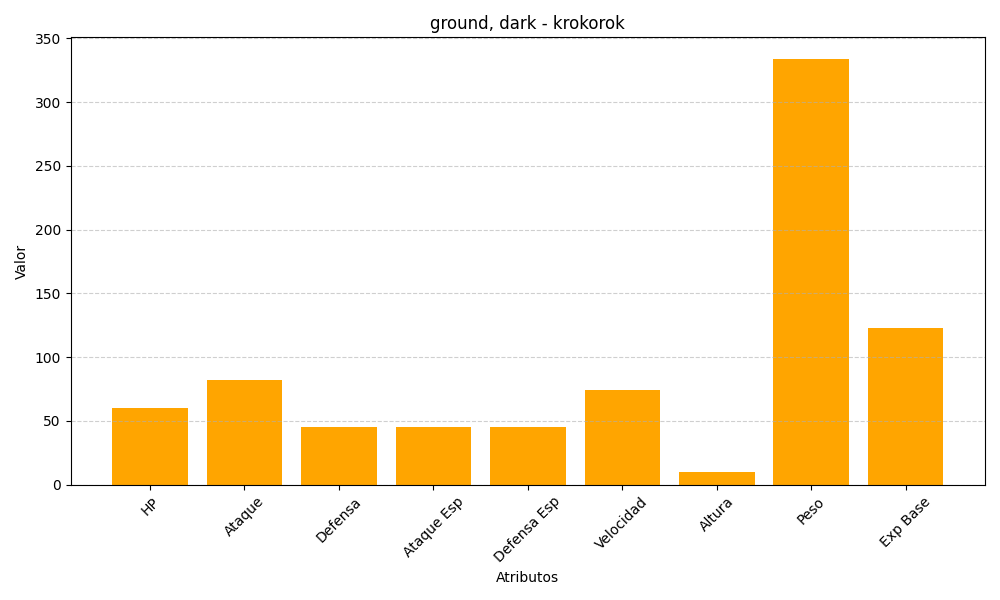 ground, dark - krokorok
Valor
350
300
250
200
150
100
50
0
HP
Ataque
Defensa
Ataque Esp
Defensa Esp
Velocidad
Altura
Peso
Exp Base
Atributos